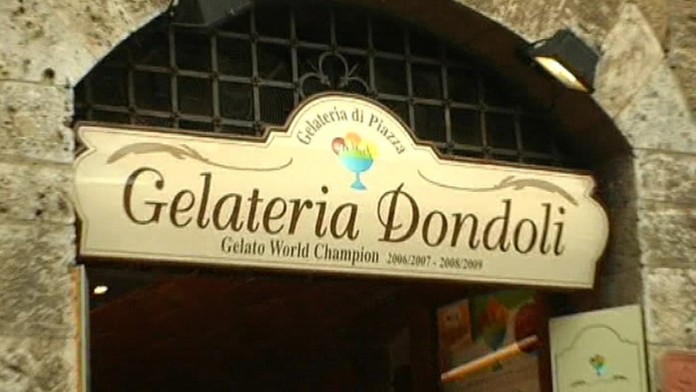 Gelateria di Piazza
Gelateria Dondoli
Gelato World Champion 2006/2007 - 2008/2009